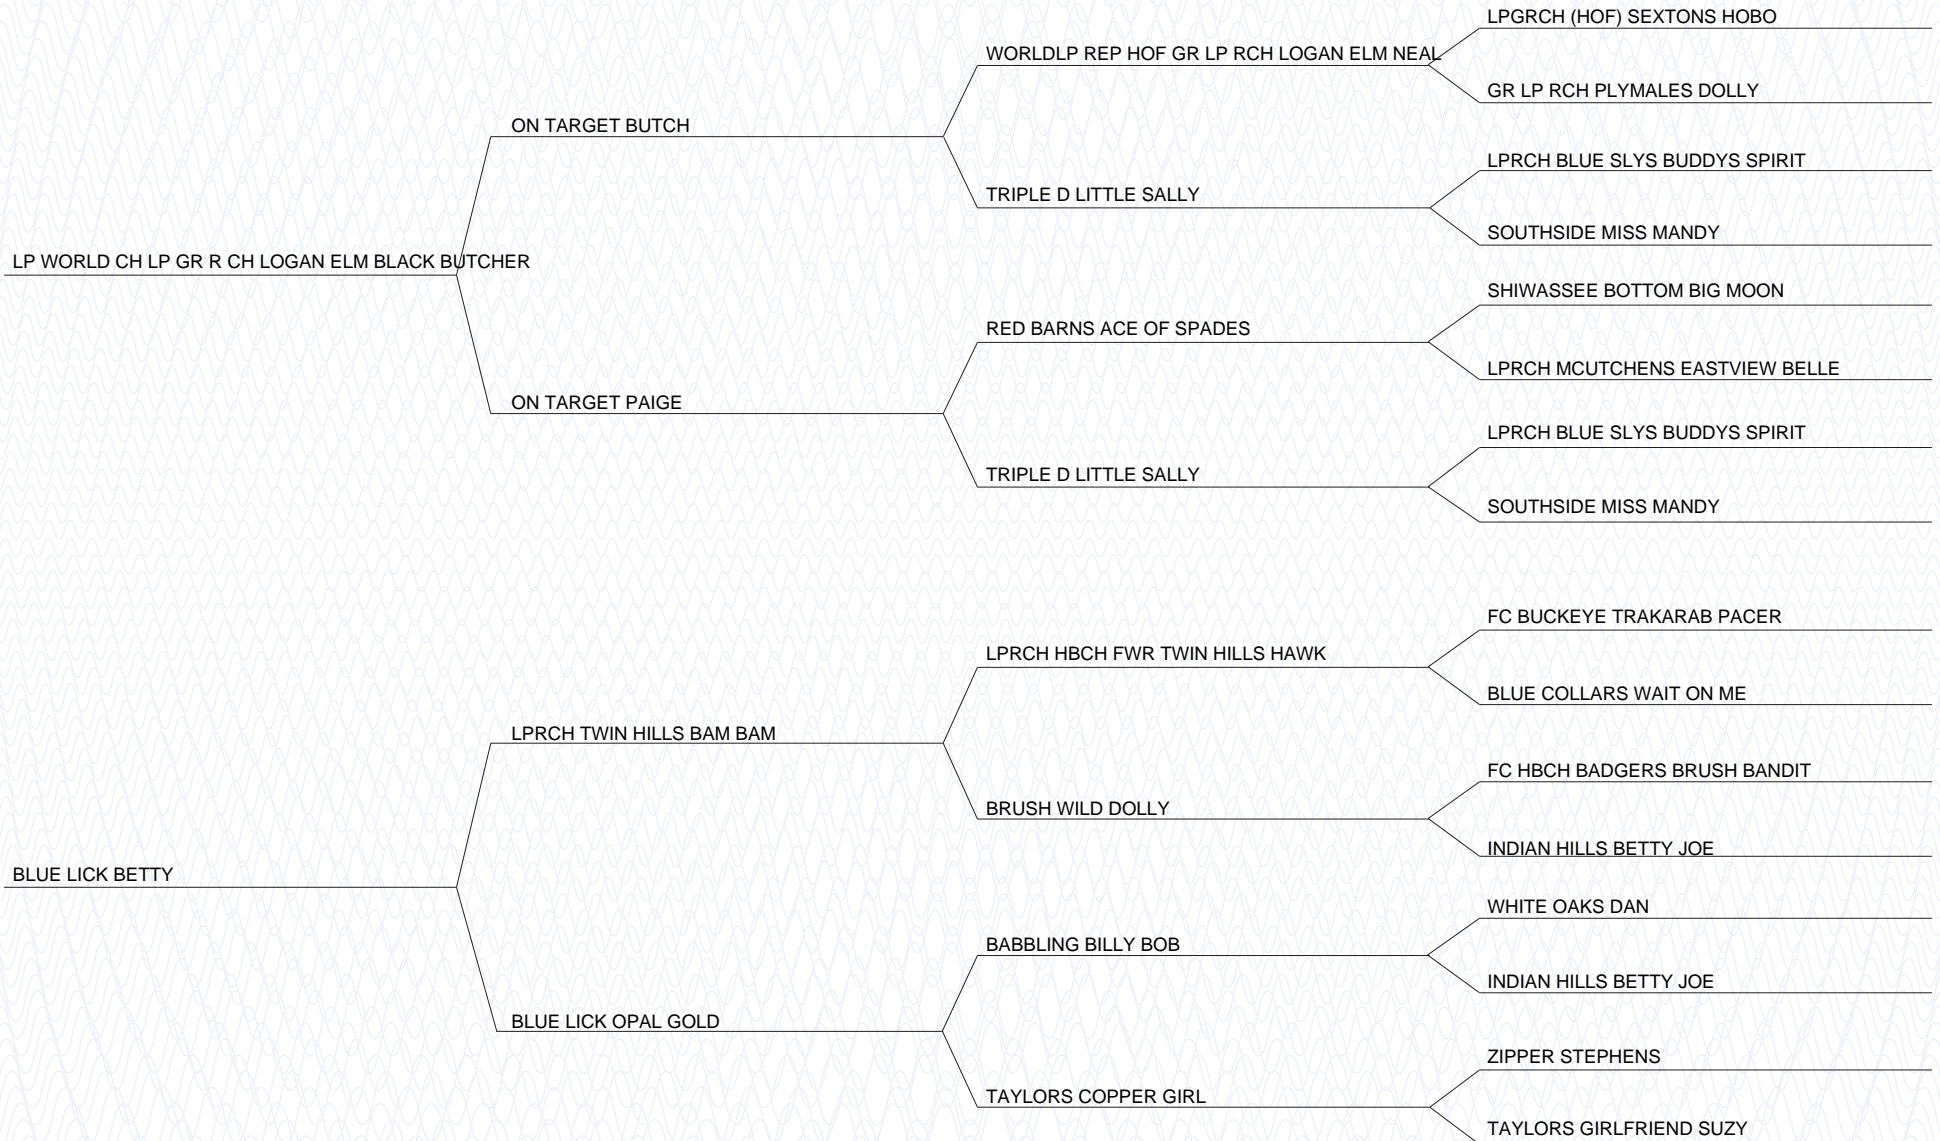 LPGRCH (HOF) SEXTONS HOBO
WORLDLP REP HOF GR LP RCH LOGAN ELM NEAL
GR LP RCH PLYMALES DOLLY
ON TARGET BUTCH
LPRCH BLUE SLYS BUDDYS SPIRIT
TRIPLE D LITTLE SALLY
SOUTHSIDE MISS MANDY
LP WORLD CH LP GR R CH LOGAN ELM BLACK BUTCHER
SHIWASSEE BOTTOM BIG MOON
RED BARNS ACE OF SPADES
LPRCH MCUTCHENS EASTVIEW BELLE
ON TARGET PAIGE
LPRCH BLUE SLYS BUDDYS SPIRIT
TRIPLE D LITTLE SALLY
SOUTHSIDE MISS MANDY
FC BUCKEYE TRAKARAB PACER
LPRCH HBCH FWR TWIN HILLS HAWK
BLUE COLLARS WAIT ON ME
LPRCH TWIN HILLS BAM BAM
FC HBCH BADGERS BRUSH BANDIT
BRUSH WILD DOLLY
INDIAN HILLS BETTY JOE
BLUE LICK BETTY
WHITE OAKS DAN
BABBLING BILLY BOB
INDIAN HILLS BETTY JOE
BLUE LICK OPAL GOLD
ZIPPER STEPHENS
TAYLORS COPPER GIRL
TAYLORS GIRLFRIEND SUZY